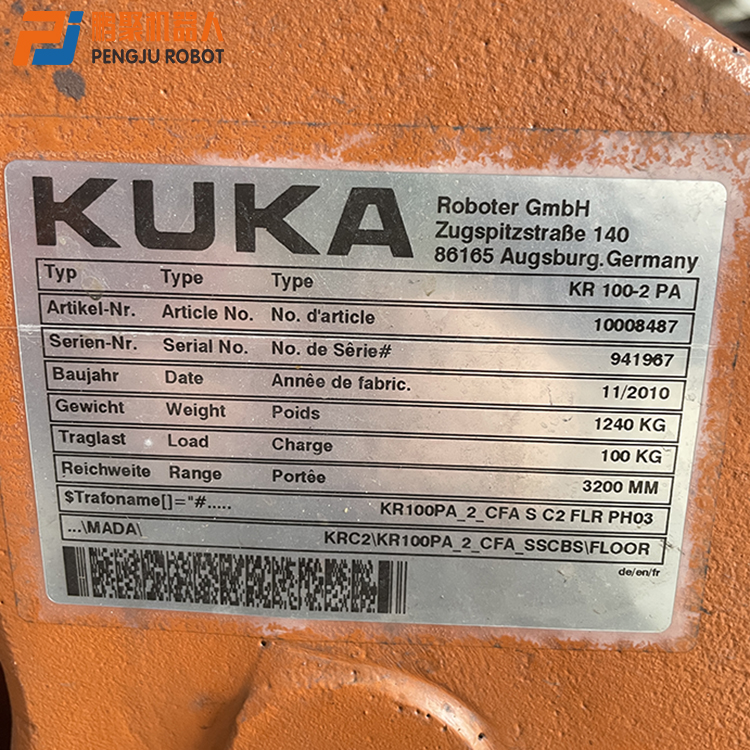 PENGJU ROBOT
KUKA
Roboter GmbH
Zugspitzstraße 140
86165 Augsburg.Germany
Typ Type Type KR 100-2 PA
Artikel-Nr. Article No. No. d'article 10008487
Serien-Nr. Serial No. No. de Sêrie# 941967
Baujahr Date Annêe de fabric. 11/2010
Gewicht Weight Poids 1240 KG
Traglast Load Charge 100 KG
Reichweite Range Portêe 3200 MM
$Trafoname[]="#..... KR100PA_2_CFA S C2 FLR PH03
...\MADA\ KRC2\KR100PA_2_CFA_SSCBS\FLOOR
de/en/fr